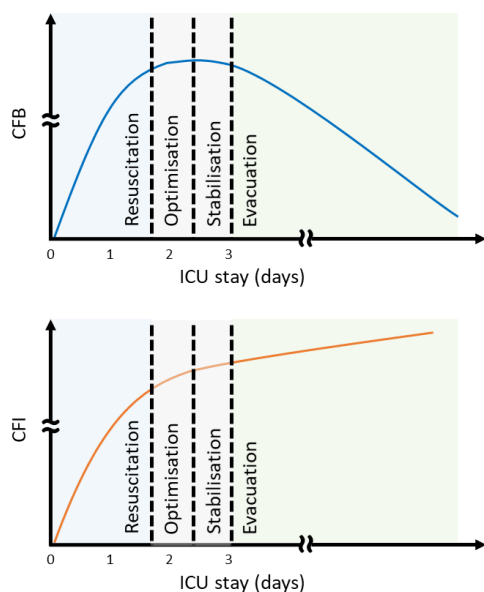 CFB
Resuscitation
Optimisation
Stabilisation
Evacuation
0 1 2 3
ICU stay (days)
CFI
Resuscitation
Optimisation
Stabilisation
Evacuation
0 1 2 3
ICU stay (days)